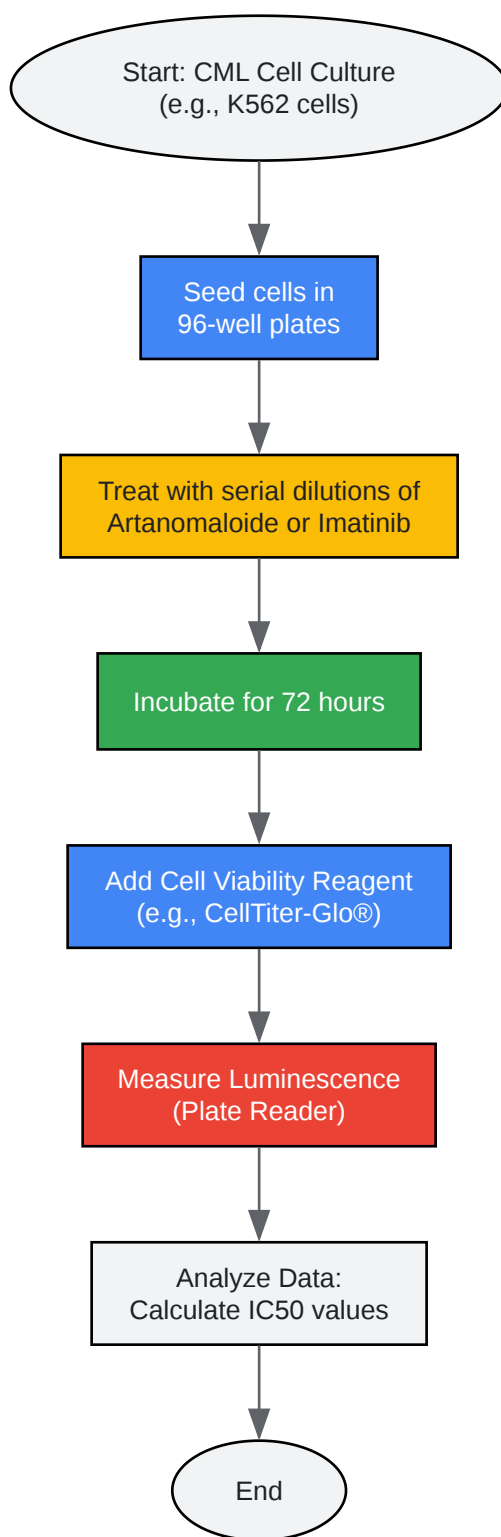 Start: CML Cell Culture
(e.g., K562 cells)
Seed cells in
96-well plates
Treat with serial dilutions of
Artanomaloide or Imatinib
Incubate for 72 hours
Add Cell Viability Reagent
(e.g., CellTiter-Glo®)
Measure Luminescence
(Plate Reader)
Analyze Data:
Calculate IC50 values
End